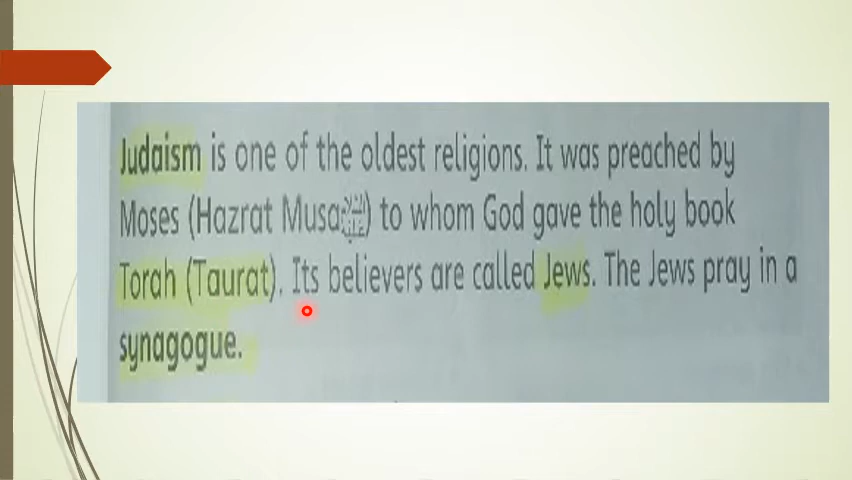 Judaism is one of the oldest religions. It was preached by
Moses (Hazrat Musa) to whom God gave the holy book
Torah (Taurat). Its believers are called Jews. The Jews pray in a
synagogue.